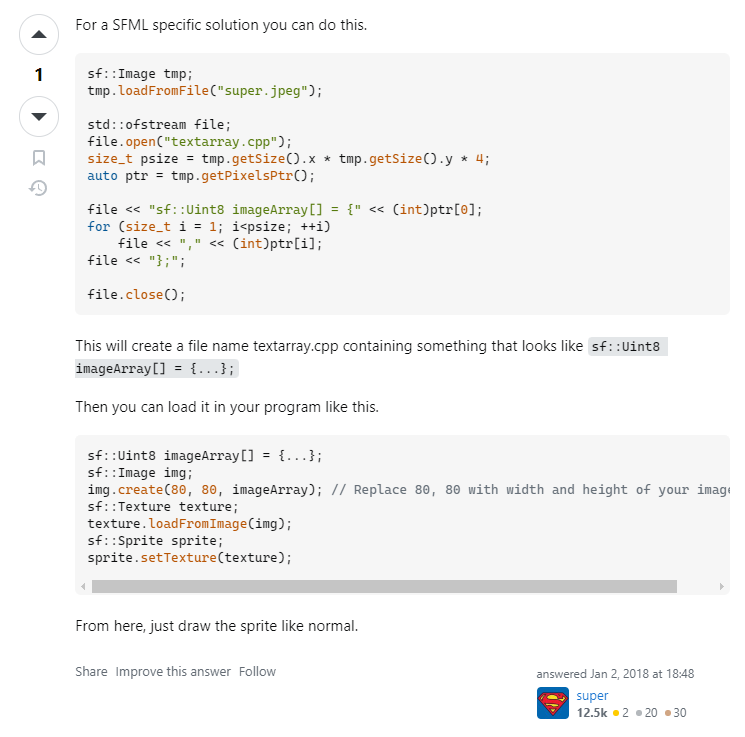 For a SFML specific solution you can do this.
sf::Image tmp;
tmp.loadFromFile("super.jpeg");
1
std::ofstream file;
file.open("textarray.cpp");
size_t psize = tmp.getSize().x * tmp.getSize().y * 4;
auto ptr = tmp.getPixelsPtr();
file << "sf::Uint8 imageArray[] = {" << (int)ptr[0];
for (size_t i = 1; i<psize; ++i)
    file << "," << (int)ptr[i];
file << "};";
file.close();
This will create a file name textarray.cpp containing something that looks like sf::Uint8
imageArray[] = {...};
Then you can load it in your program like this.
sf::Uint8 imageArray[] = {...};
sf::Image img;
img.create(80, 80, imageArray); // Replace 80, 80 with width and height of your image
sf::Texture texture;
texture.loadFromImage(img);
sf::Sprite sprite;
sprite.setTexture(texture);
From here, just draw the sprite like normal.
Share Improve this answer Follow
answered Jan 2, 2018 at 18:48
super
12.5k 2 20 30